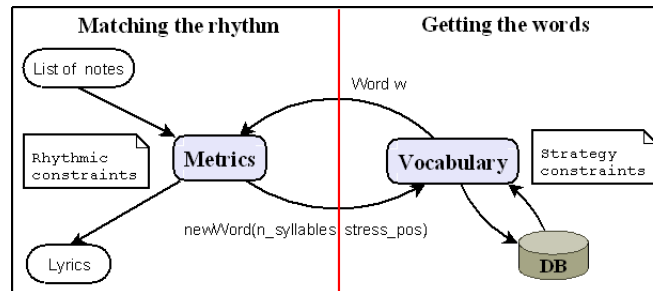 Matching the rhythm
Getting the words
List of notes
Word w
Metrics
Vocabulary
Rhythmic
constraints
Strategy
constraints
newWord(n_syllables, stress_pos)
Lyrics
DB